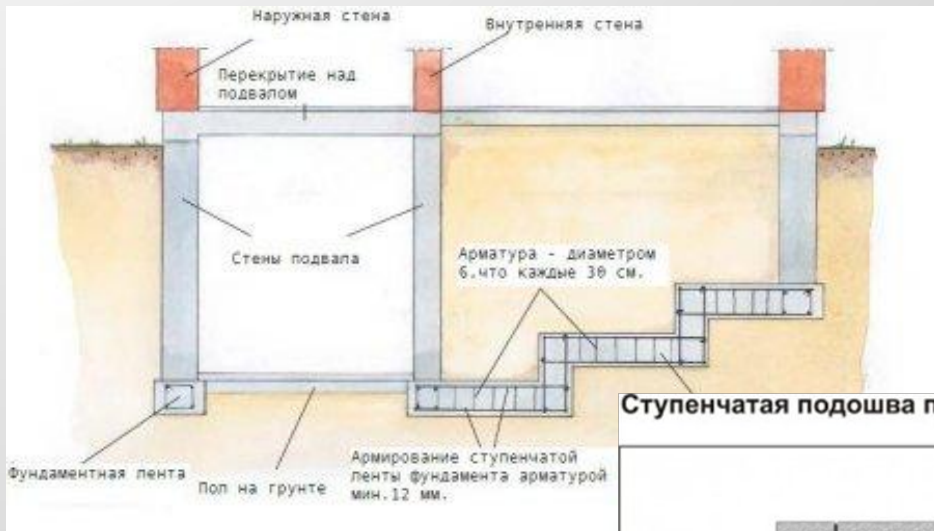 Наружная стена
Внутренняя стена
Перекрытие над
подвалом
Стены подвала
Арматура - диаметром
6.что каждые 30 см.
Ступенчатая подошва п
Фундаментная лента
Пол на грунте
Армирование ступенчатой
ленты фундамента арматурой
мин.12 мм.